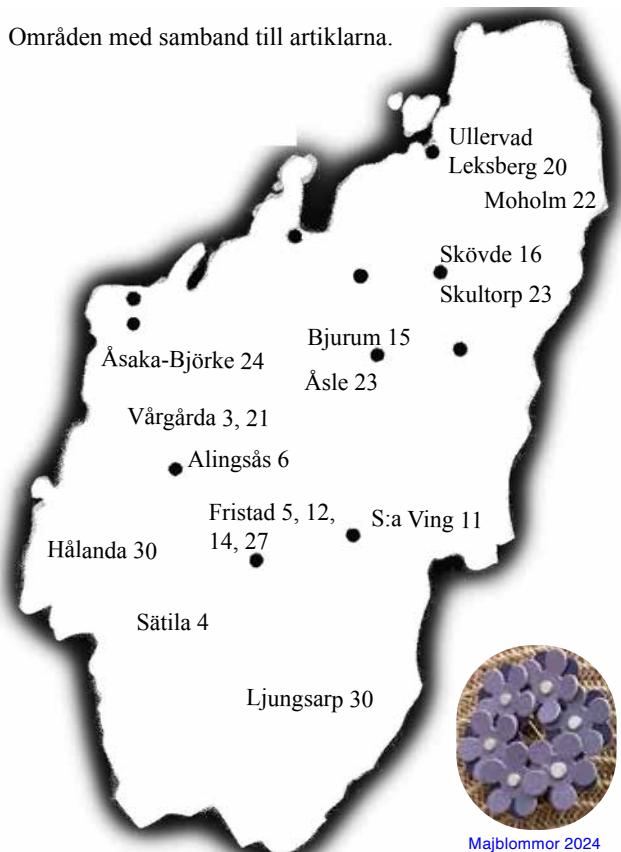 Områden med samband till artiklarna.
Ullervad
Leksberg 20
Moholm 22
Skövde 16
Skultorp 23
Bjurum 15
Åsaka-Björke 24
Åsle 23
Vårgårda 3, 21
Alingsås 6
Fristad 5, 12,
14, 27
S:a Ving 11
Hålanda 30
Sätila 4
Ljungsarp 30
Majblommor 2024